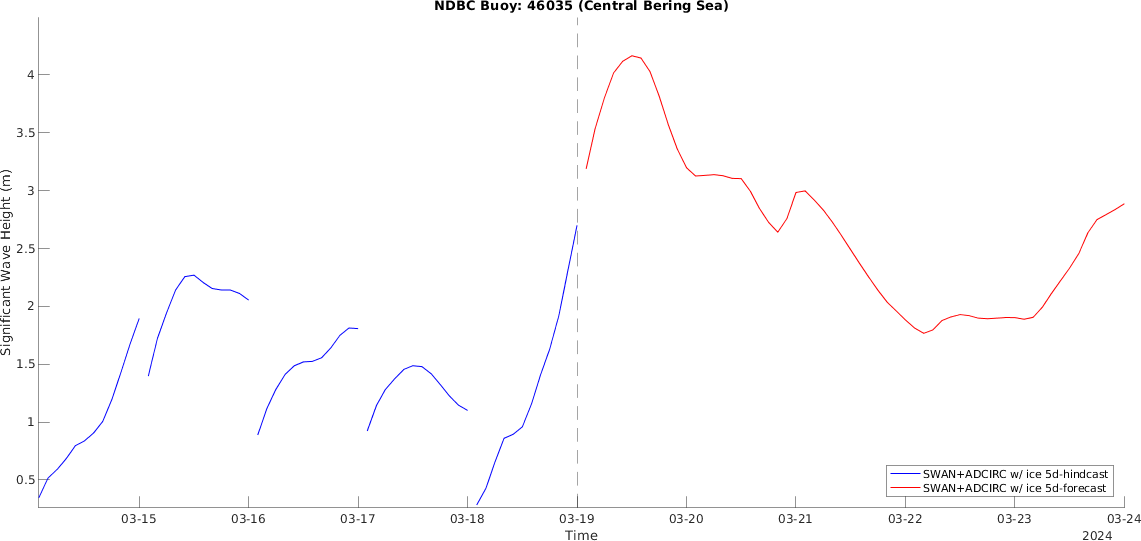 NDBC Buoy: 46035 (Central Bering Sea)
Significant Wave Height (m)
4
3.5
3
2.5
2
1.5
1
0.5
SWAN+ADCIRC w/ ice 5d-hindcast
SWAN+ADCIRC w/ ice 5d-forecast
03-15 03-16 03-17 03-18 03-19 03-20 03-21 03-22 03-23 03-24
Time
2024